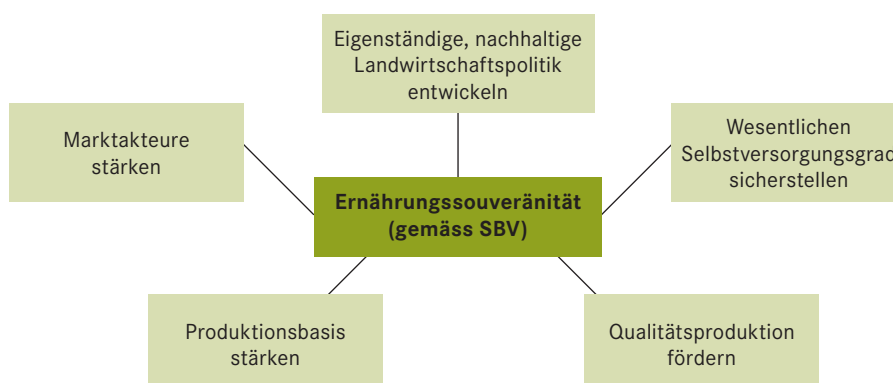 Eigenständige, nachhaltige
Landwirtschaftspolitik
entwickeln
Marktakteure
stärken
Wesentlichen
Selbstversorgungsgrad
sicherstellen
Ernährungssouveränität
(gemäss SBV)
Produktionsbasis
stärken
Qualitätsproduktion
fördern